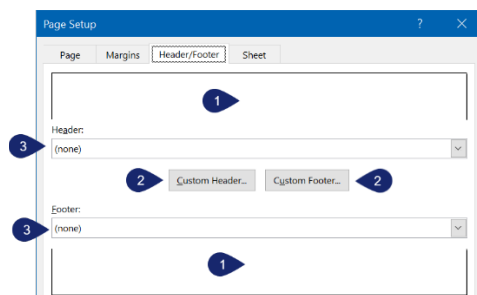 Page Setup ? ×
Page Margins Header/Footer Sheet
1
Header:
3 (none)
2 Custom Header... Custom Footer... 2
Footer:
3 (none)
1